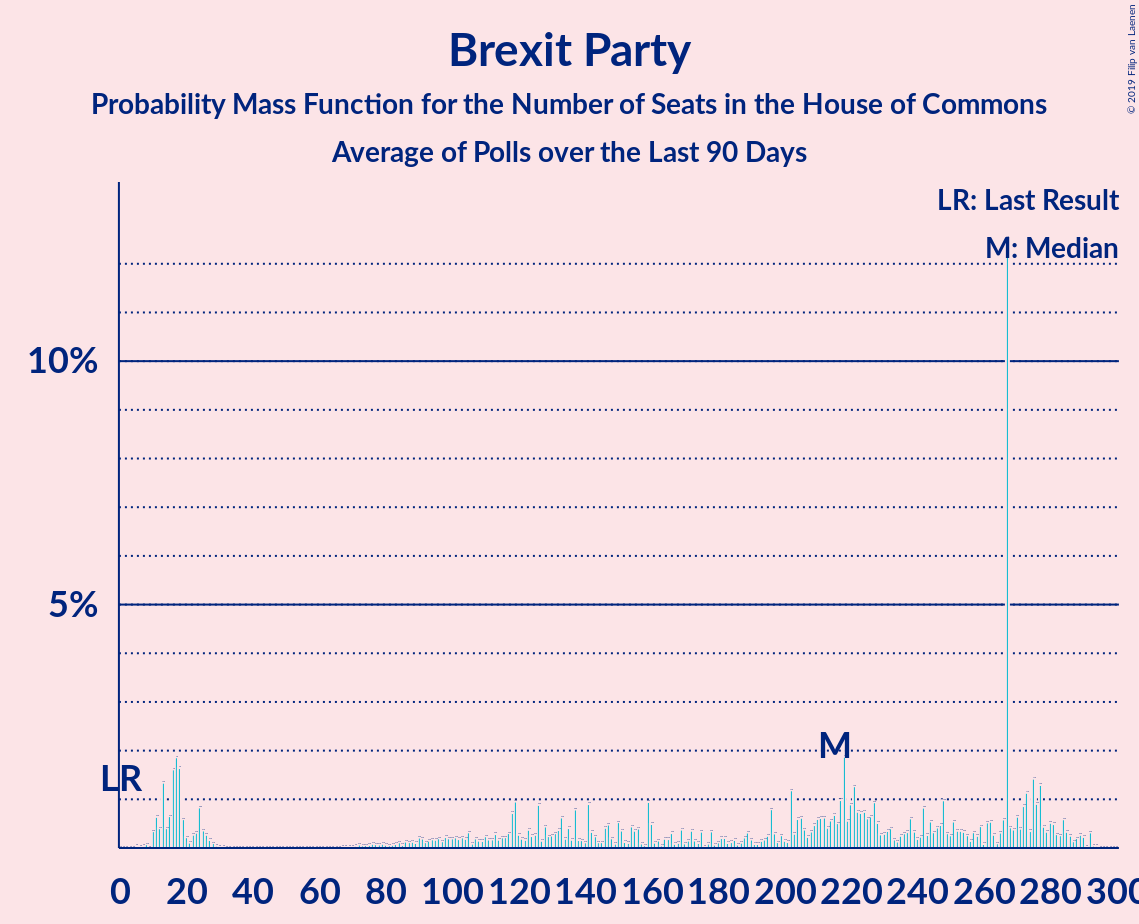 © 2019 Filip van Laenen
Brexit Party
Probability Mass Function for the Number of Seats in the House of Commons
Average of Polls over the Last 90 Days
LR: Last Result
M: Median
10%
5%
M
LR
0 20 40 60 80 100 120 140 160 180 200 220 240 260 280 300